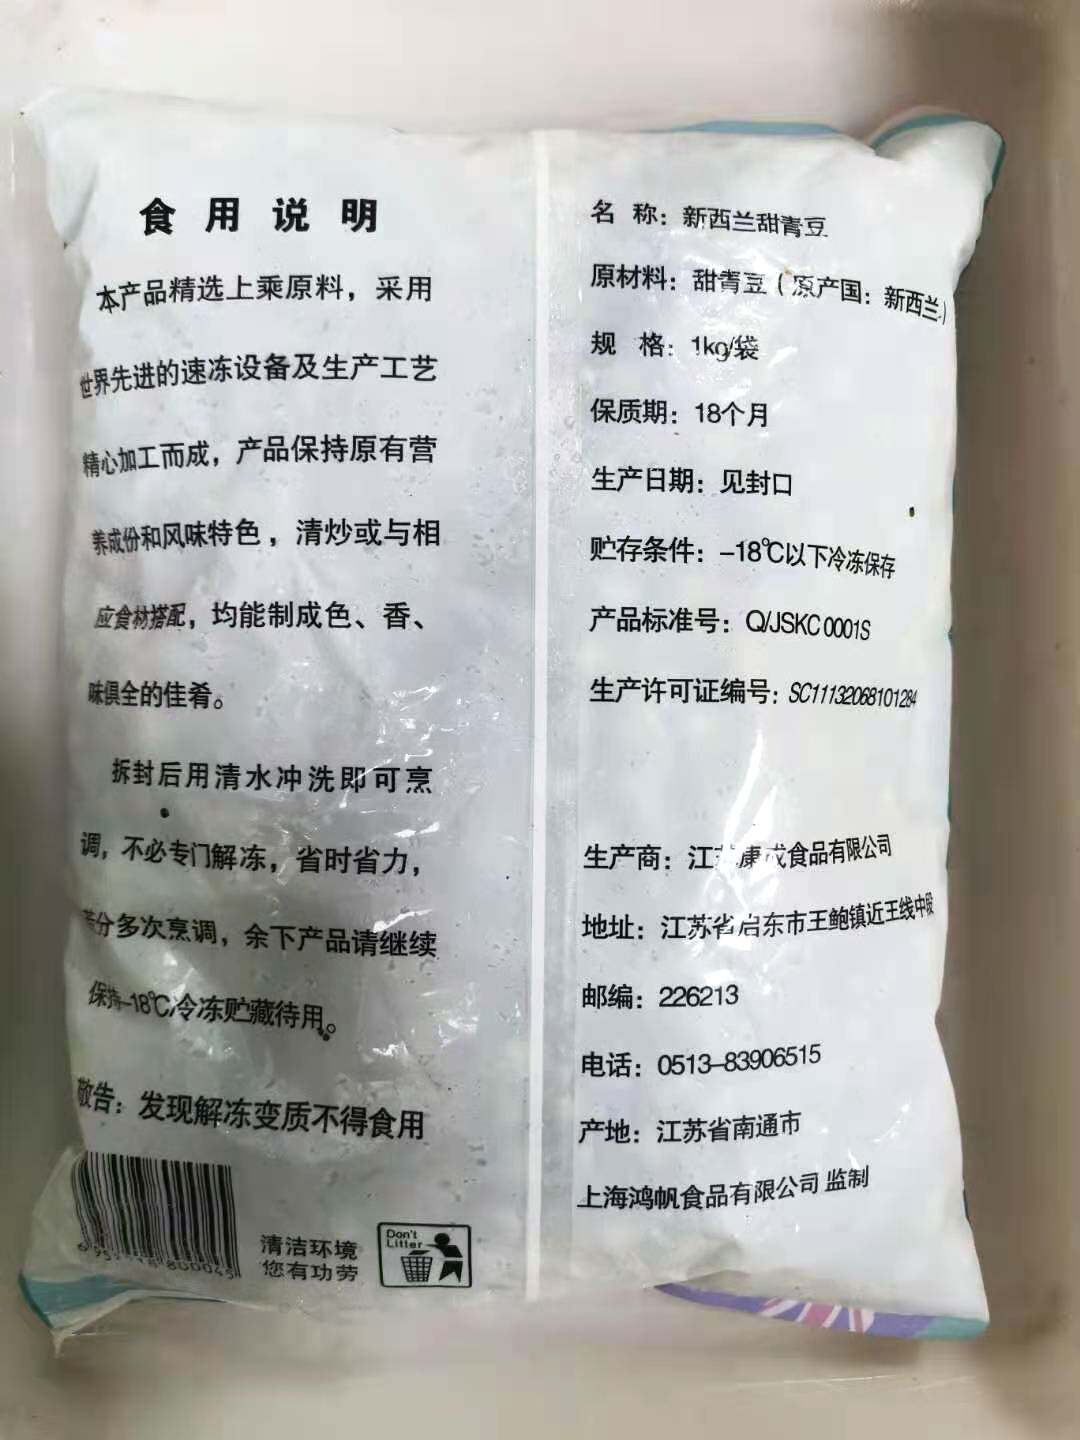 食用说明
本产品精选上乘原料，采用
世界先进的速冻设备及生产工艺
精心加工而成，产品保持原有营
养成份和风味特色，清炒或与相
应食材搭配，均能制成色、香、
味俱全的佳肴。
拆封后用清水冲洗即可烹
调，不必专门解冻，省时省力，
若分多次烹调，余下产品请继续
保持-18℃冷冻贮藏待用。
敬告：发现解冻变质不得食用
清洁环境
您有功劳
Don't
Litter
名 称：新西兰甜青豆
原材料：甜青豆（原产国：新西兰）
规 格：1kg/袋
保质期：18个月
生产日期：见封口
贮存条件：-18℃以下冷冻保存
产品标准号：Q/JSKC 0001S
生产许可证编号：SC11132068101284
生产商：江苏康成食品有限公司
地址：江苏省启东市王鲍镇近王线中段
邮编：226213
电话：0513-83906515
产地：江苏省南通市
上海鸿帆食品有限公司 监制